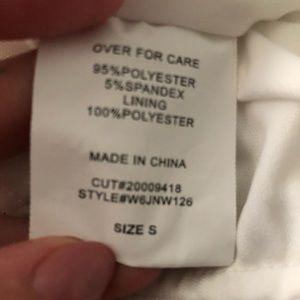 OVER FOR CARE
95%POLYESTER
5%SPANDEX
LINING
100%POLYESTER
MADE IN CHINA
CUT#20009418
STYLE#W6JNW126
SIZE S